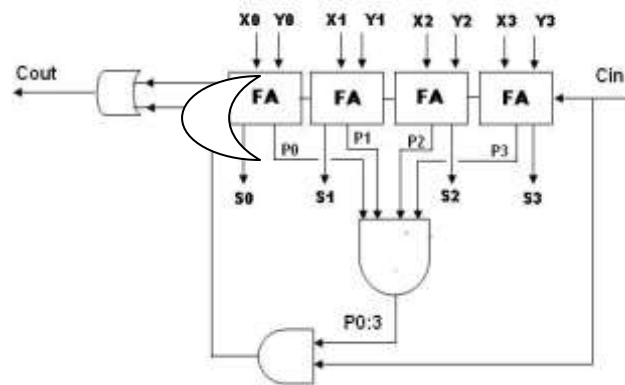 X0 Y0 X1 Y1 X2 Y2 X3 Y3
Cout Cin
FA FA FA FA
P0 P1 P2 P3
S0 S1 S2 S3
P0:3